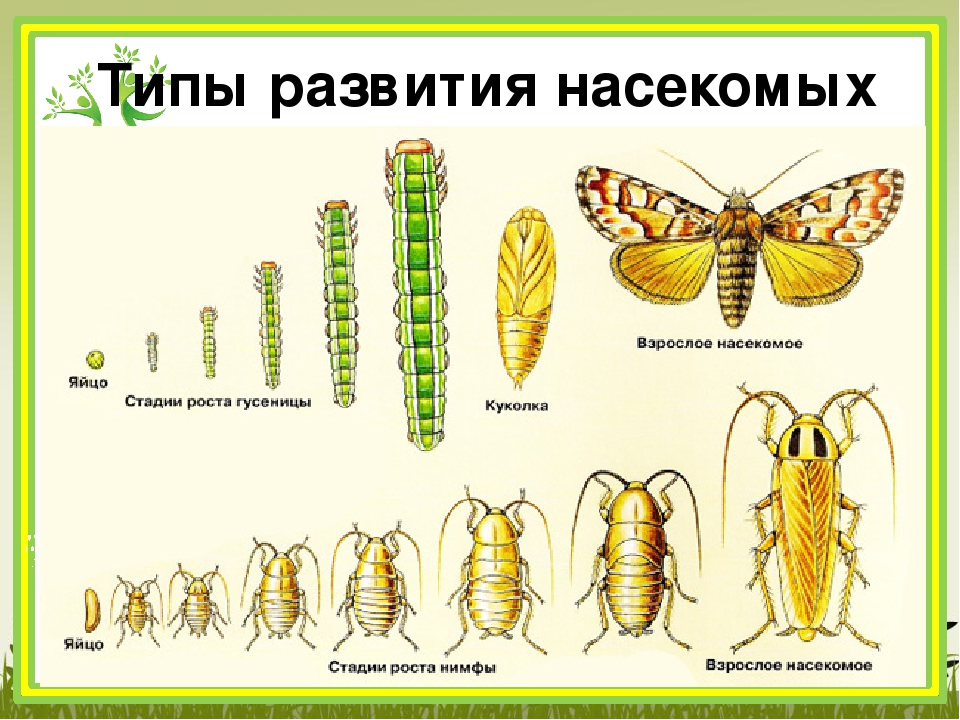 Типы развития насекомых
Яйцо
Стадии роста гусеницы
Куколка
Взрослое насекомое
Яйцо
Стадии роста нимфы
Взрослое насекомое